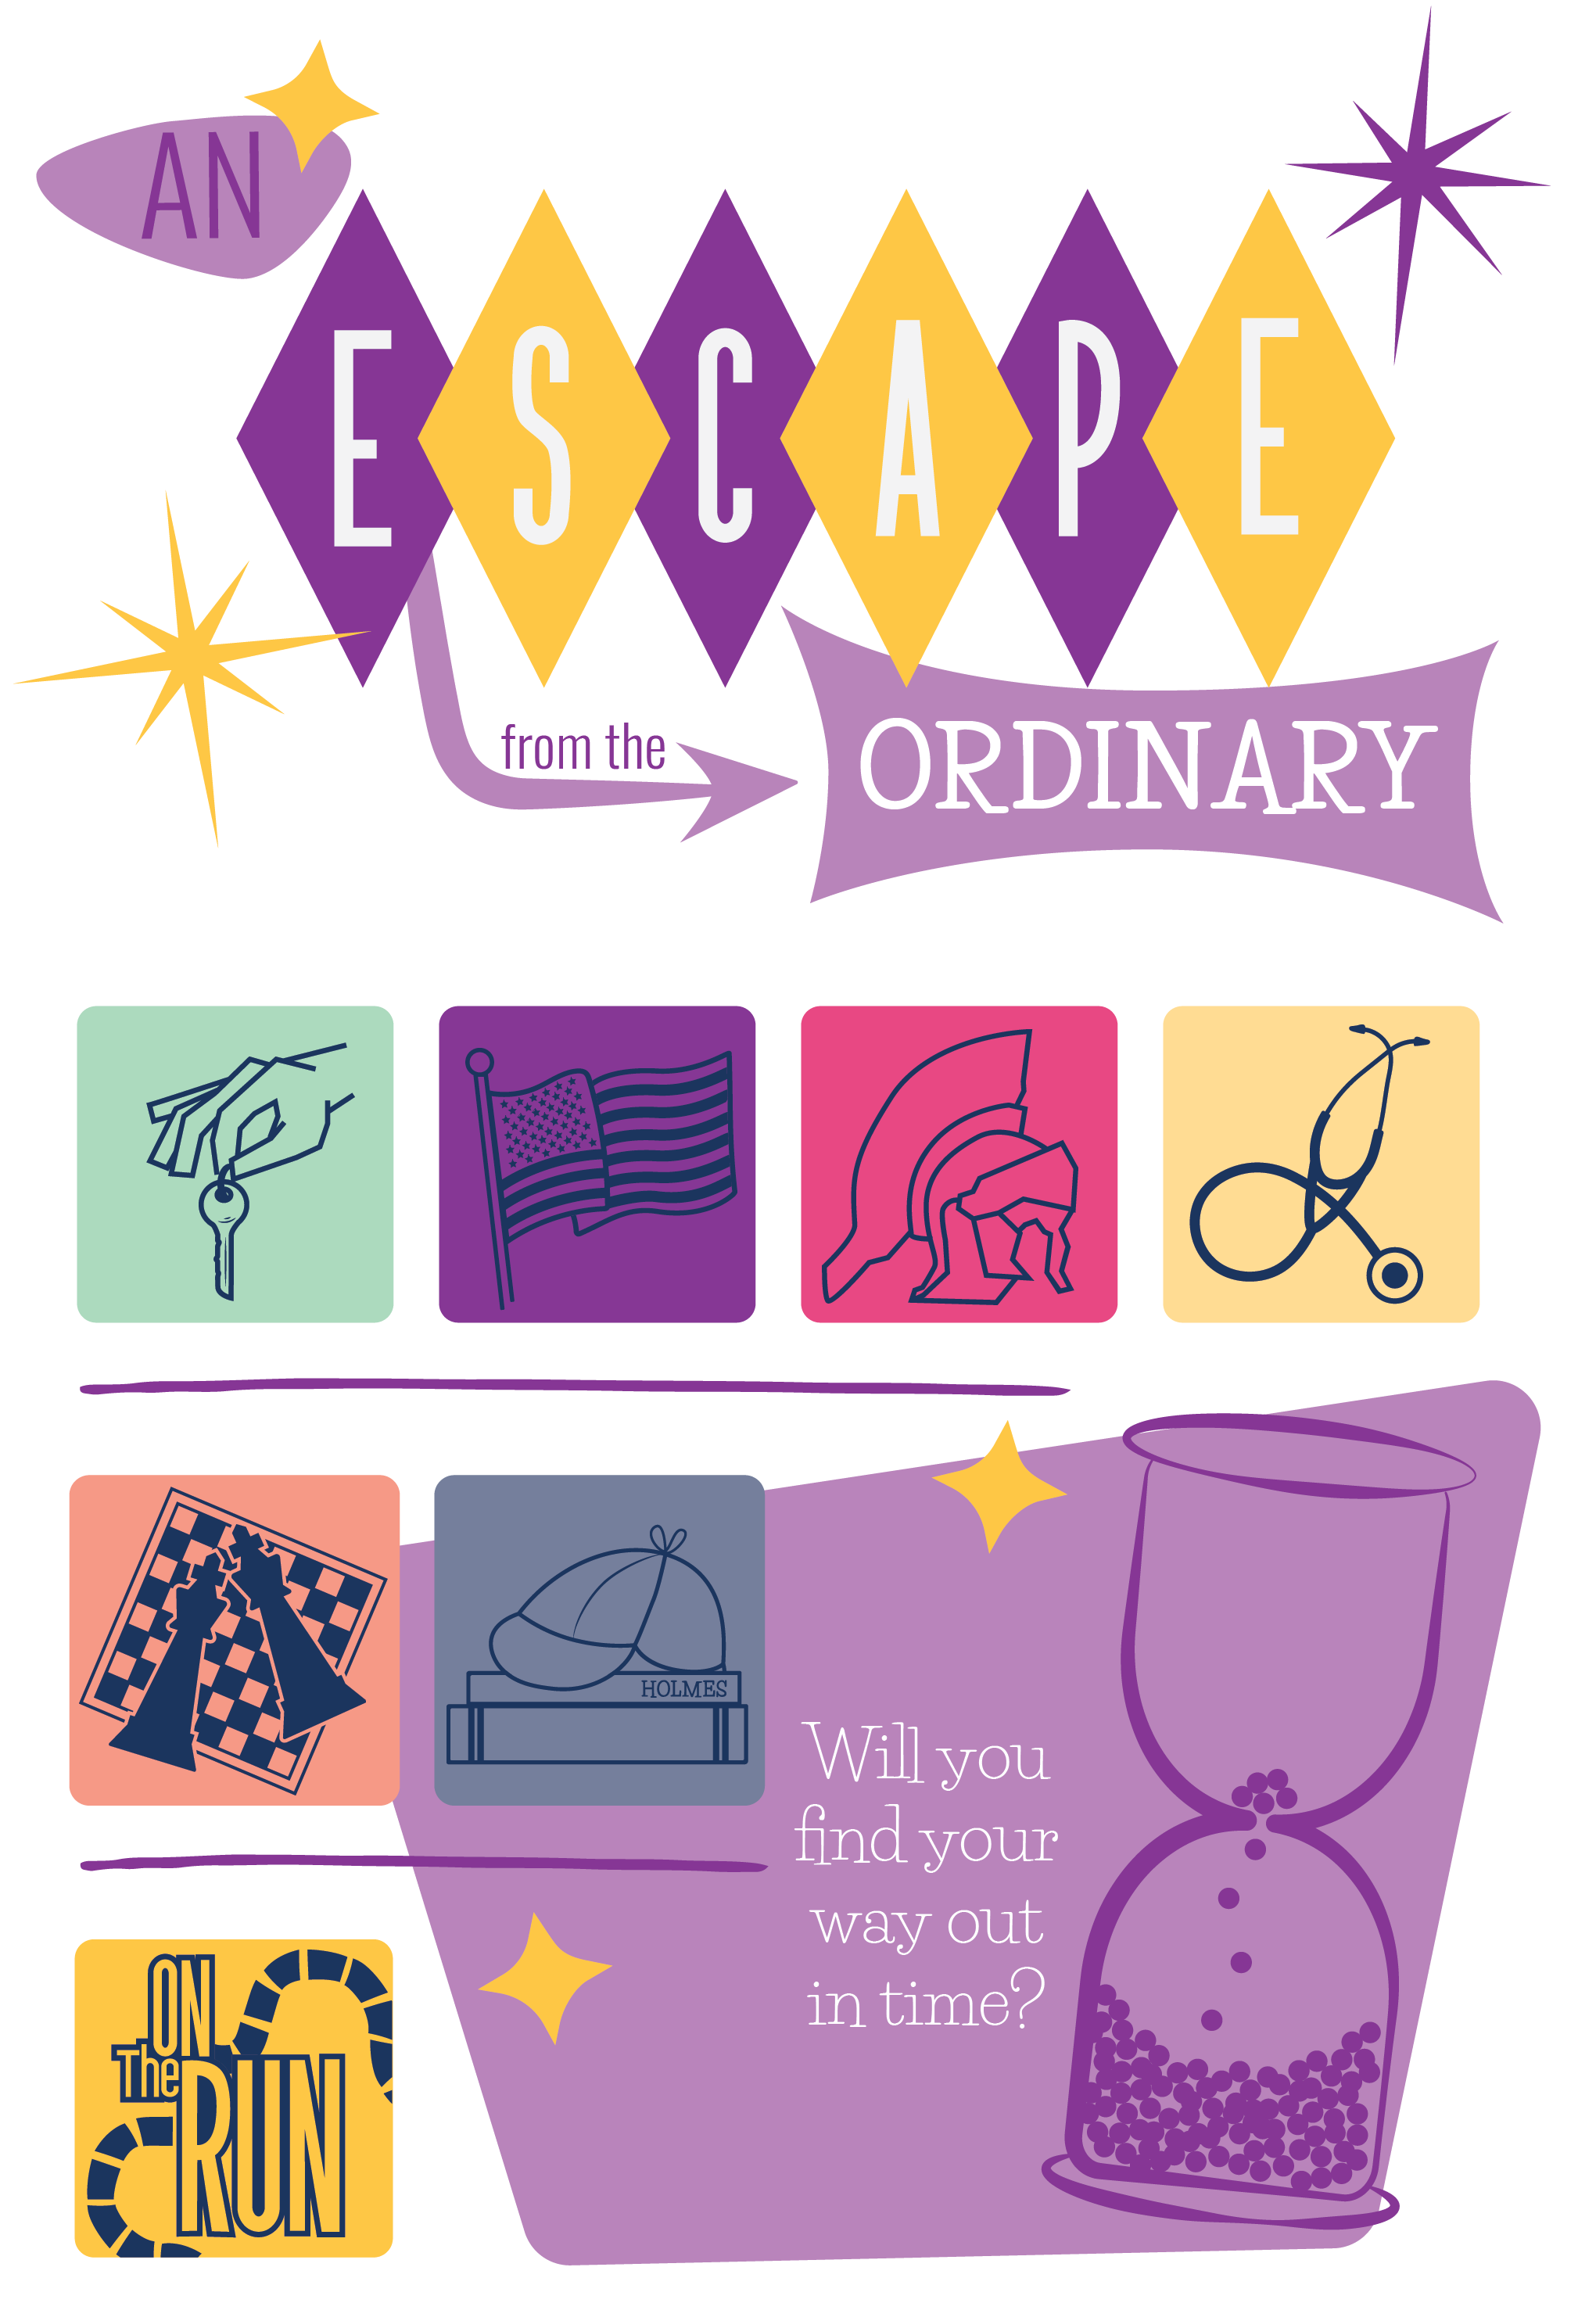 AN
ESCAPE
from the
ORDINARY
HOLMES
Will you
find your
way out
in time?
ON
The
RUN